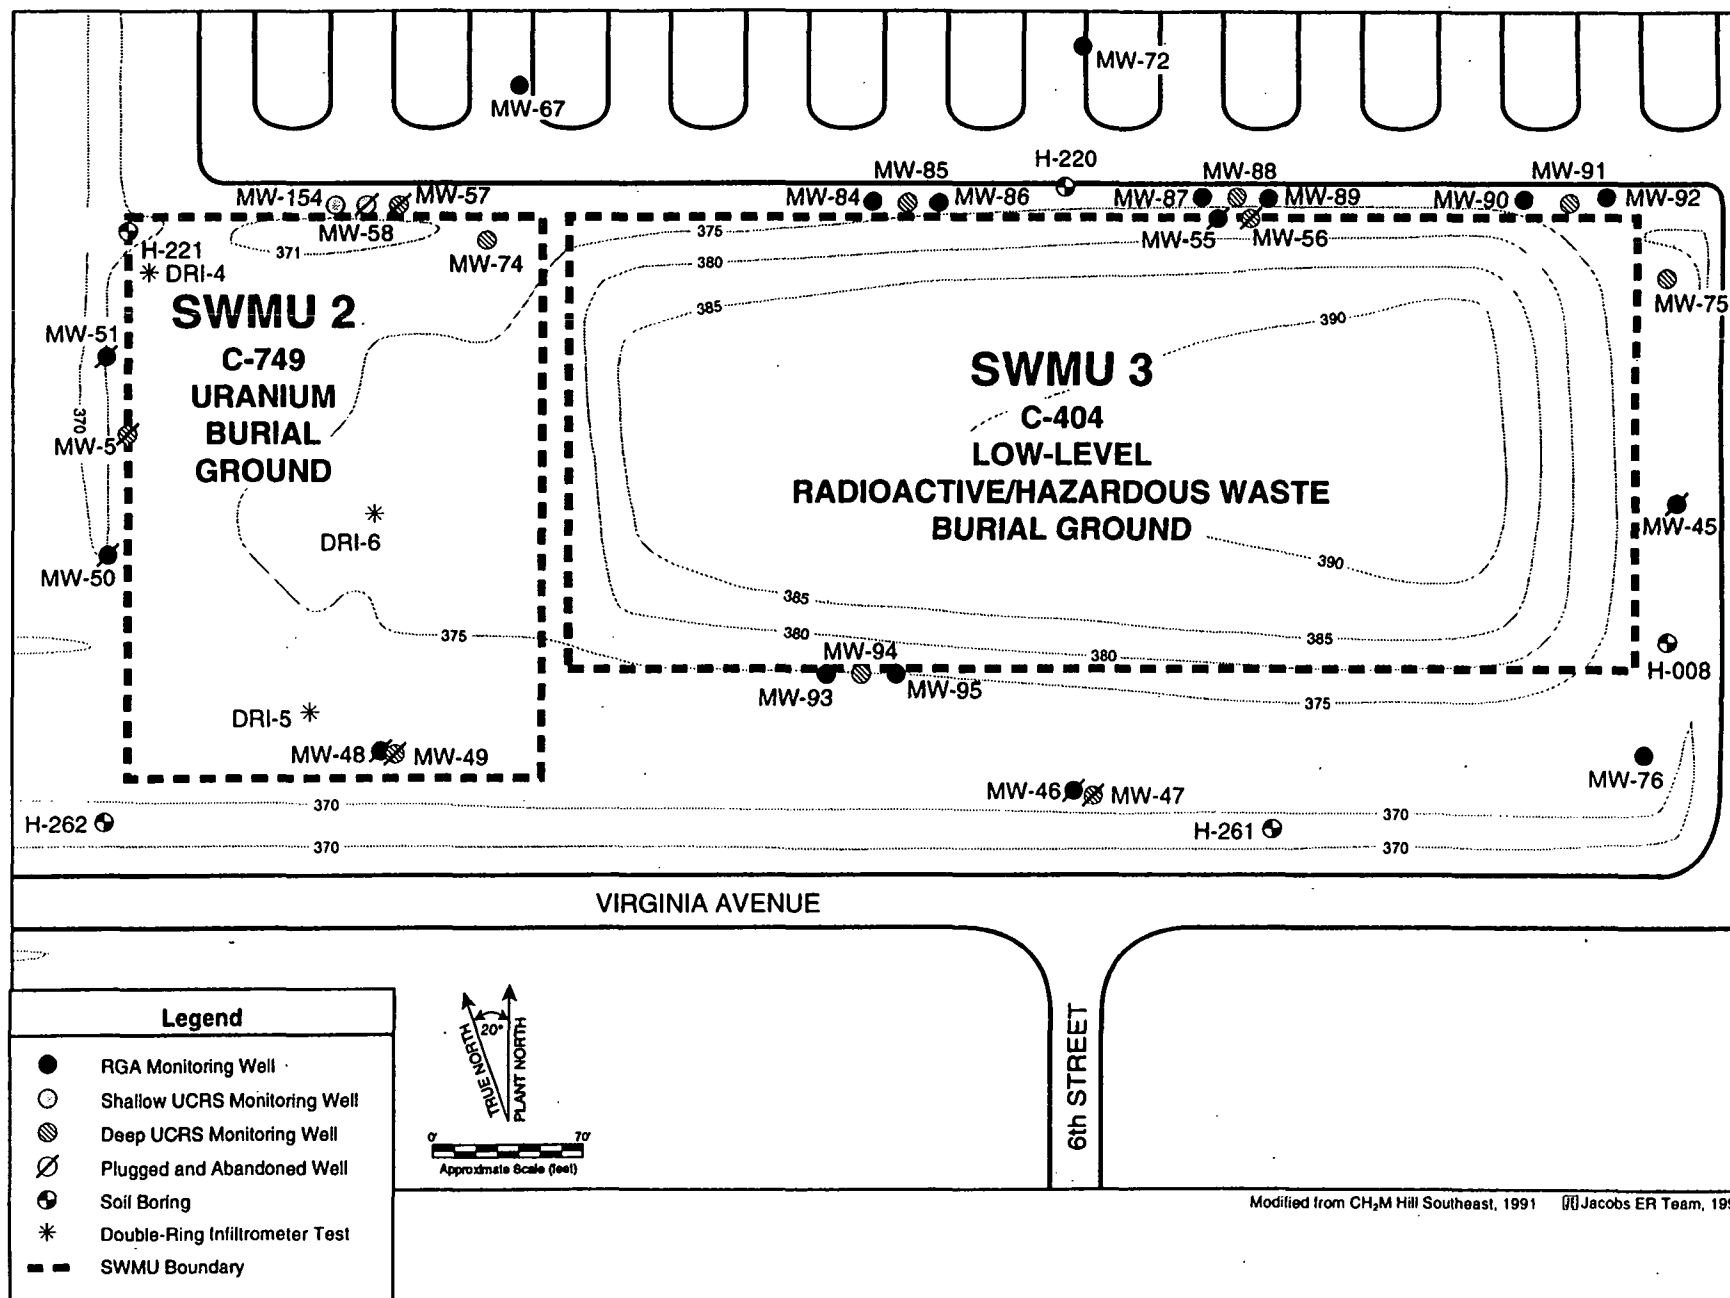 MW-72
MW-67
H-220
MW-85
MW-88
MW-91
MW-154
MW-57
MW-84
MW-86
MW-87
MW-89
MW-90
MW-92
MW-58
MW-55
MW-56
H-221
371
MW-74
375
380
385
390
DRI-4
MW-75
SWMU 2
C-749
URANIUM
BURIAL
GROUND
MW-51
370
MW-5
SWMU 3
C-404
LOW-LEVEL
RADIOACTIVE/HAZARDOUS WASTE
BURIAL GROUND
MW-45
DRI-6
MW-50
390
385
385
375
380
380
MW-94
H-008
MW-93
MW-95
375
DRI-5
MW-48
MW-49
MW-76
MW-46
MW-47
370
370
H-262
H-261
370
370
VIRGINIA AVENUE
6th STREET
Legend
RGA Monitoring Well
Shallow UCRS Monitoring Well
Deep UCRS Monitoring Well
Plugged and Abandoned Well
Soil Boring
Double-Ring Infiltrometer Test
SWMU Boundary
20°
TRUE NORTH
PLANT NORTH
0' 70'
Approximate Scale (feet)
Modified from CH₂M Hill Southeast, 1991 Jacobs ER Team, 199